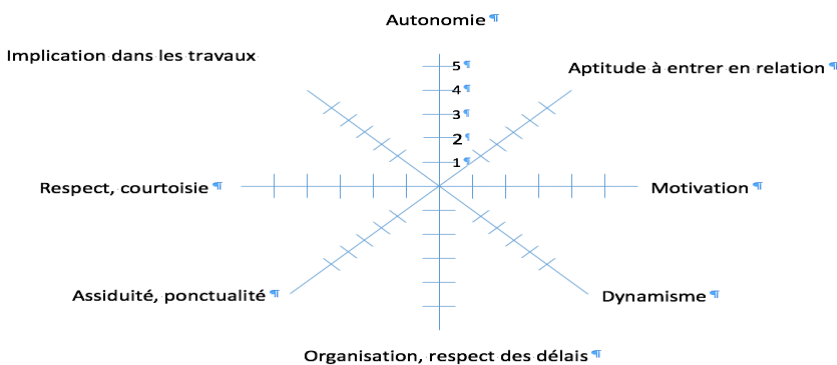 Autonomie ¶
Implication dans les travaux
Aptitude à entrer en relation ¶
5 ¶
4 ¶
3 ¶
2 ¶
1 ¶
Respect, courtoisie ¶
Motivation ¶
Assiduité, ponctualité ¶
Dynamisme ¶
Organisation, respect des délais ¶